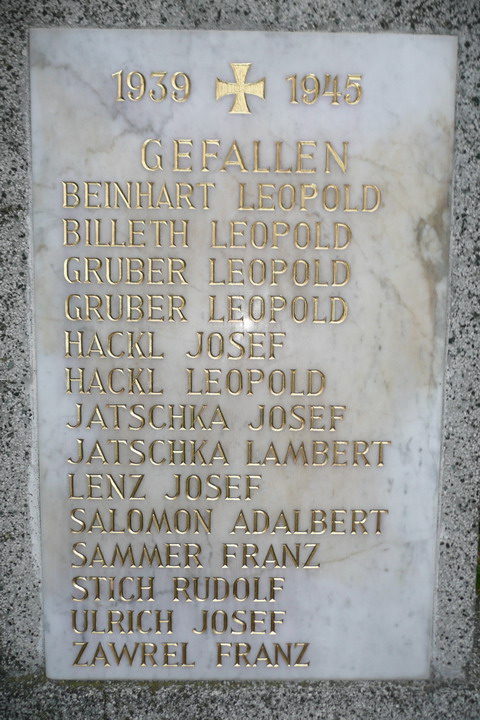 1939 1945
GEFALLEN
BEINHART LEOPOLD
BILLETH LEOPOLD
GRUBER LEOPOLD
GRUBER LEOPOLD
HACKL JOSEF
HACKL LEOPOLD
JATSCHKA JOSEF
JATSCHKA LAMBERT
LENZ JOSEF
SALOMON ADALBERT
SAMMER FRANZ
STICH RUDOLF
ULRICH JOSEF
ZAWREL FRANZ